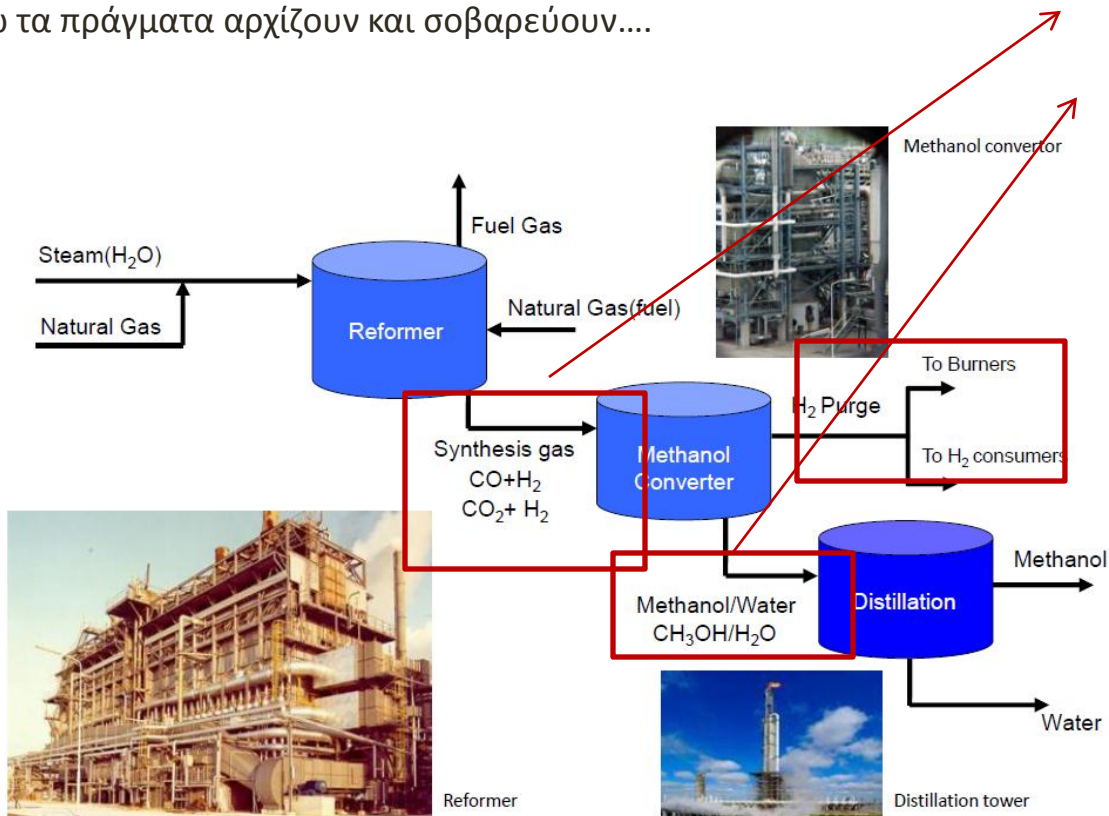 τα πράγματα αρχίζουν και σοβαρεύουν....
Methanol convertor
Fuel Gas
Steam(H₂O)
Natural Gas
Natural Gas(fuel)
Reformer
To Burners
H₂ Purge
To H₂ consumers
Synthesis gas
CO+H₂
CO₂+ H₂
Methanol
Converter
Methanol
Methanol/Water
CH₃OH/H₂O
Distillation
Water
Reformer
Distillation tower